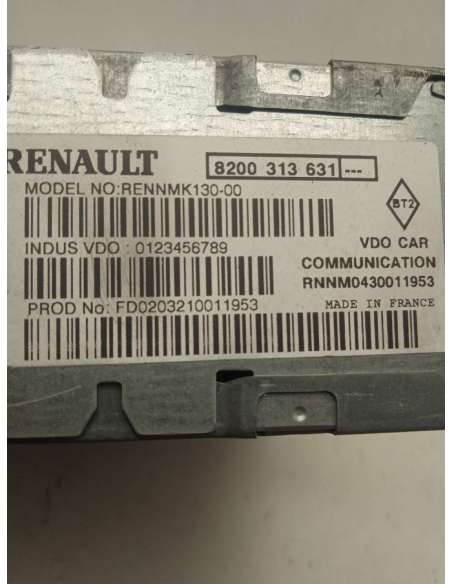 RENAULT
8200 313 631 ---
MODEL NO:RENNMK130-00
BT2
INDUS VDO : 0123456789
VDO CAR
COMMUNICATION
RNNM0430011953
PROD No: FD0203210011953
MADE IN FRANCE